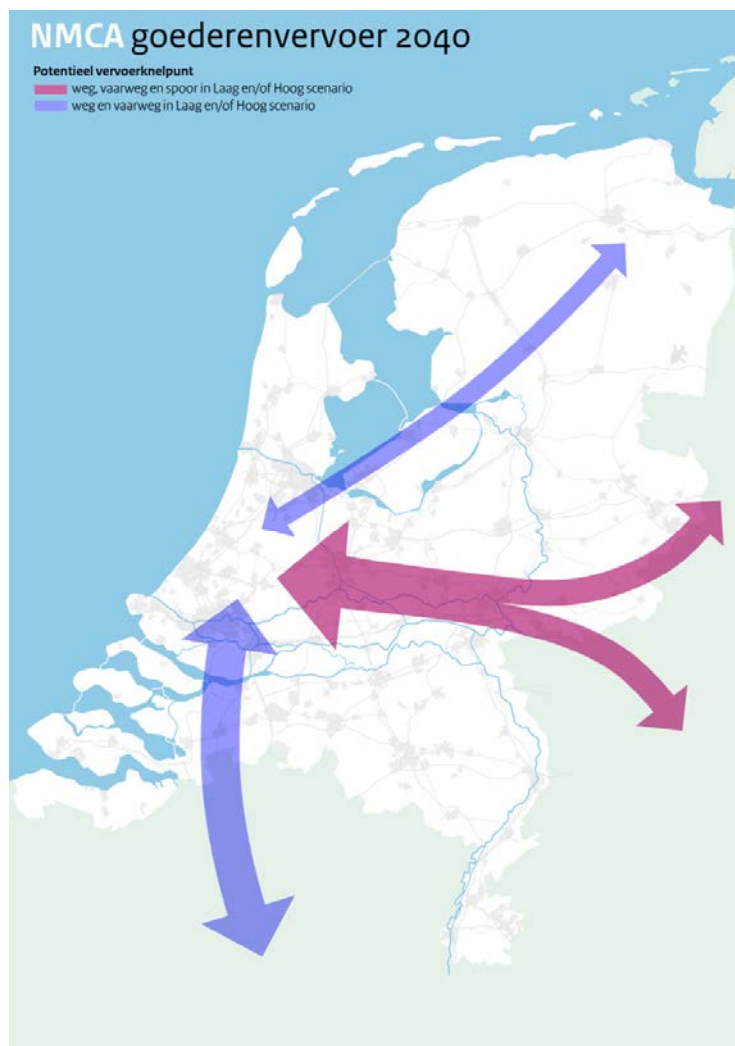 NMCA goederenvervoer 2040
Potentieel vervoerknelpunt
weg, vaarweg en spoor in Laag en/of Hoog scenario
weg en vaarweg in Laag en/of Hoog scenario